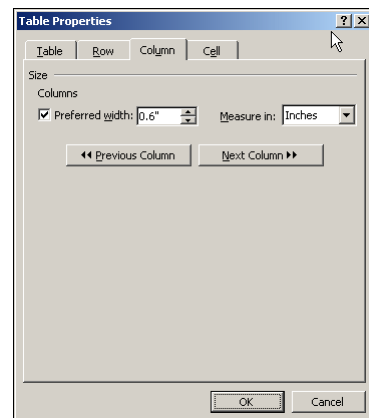 Table Properties
Table Row Column Cell
Size
Columns
Preferred width: 0.6" Measure in: Inches
Previous Column Next Column
OK Cancel